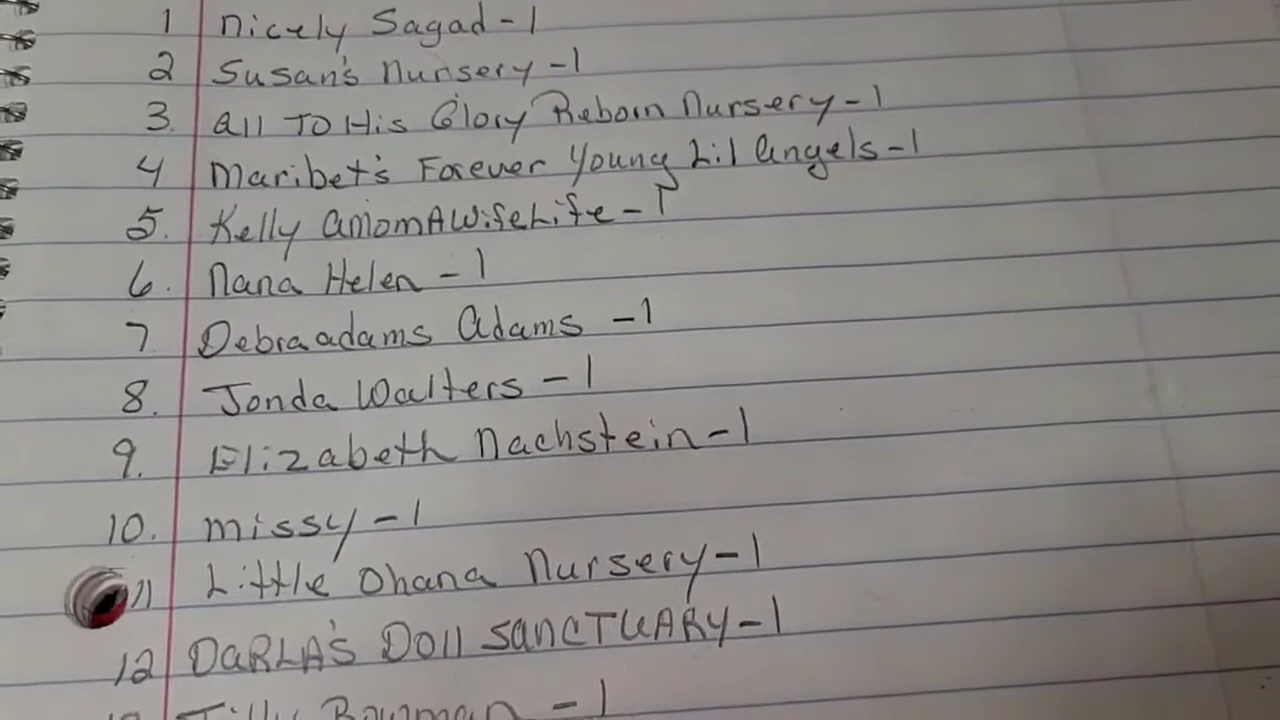 1 Nicely Sagad - 1
2 Susan's Nursery - 1
3. All To His Glory Reborn Nursery - 1
4 Maribet's Forever Young Lil Angels - 1
5. Kelly AMomAWifeLife - 1
6. Nana Helen - 1
7. Debraadams Adams - 1
8. Jonda Walters - 1
9. Elizabeth Nachstein - 1
10. Missy - 1
11 Little Ohana Nursery - 1
12 DARLA'S Doll SANCTUARY - 1
Bowman - 1